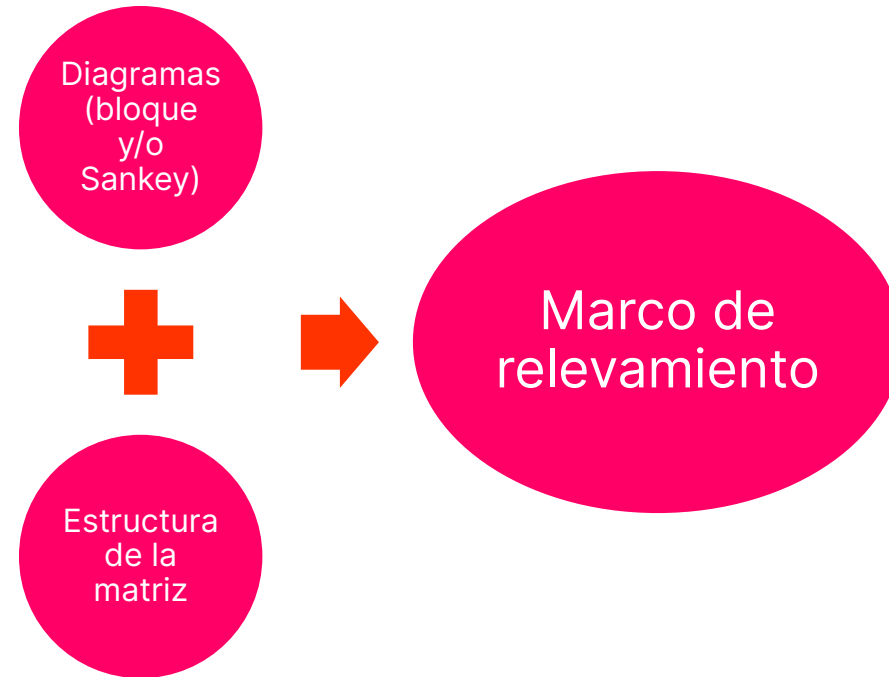 Diagramas
(bloque
y/o
Sankey)
Estructura
de la
matriz
Marco de
relevamiento